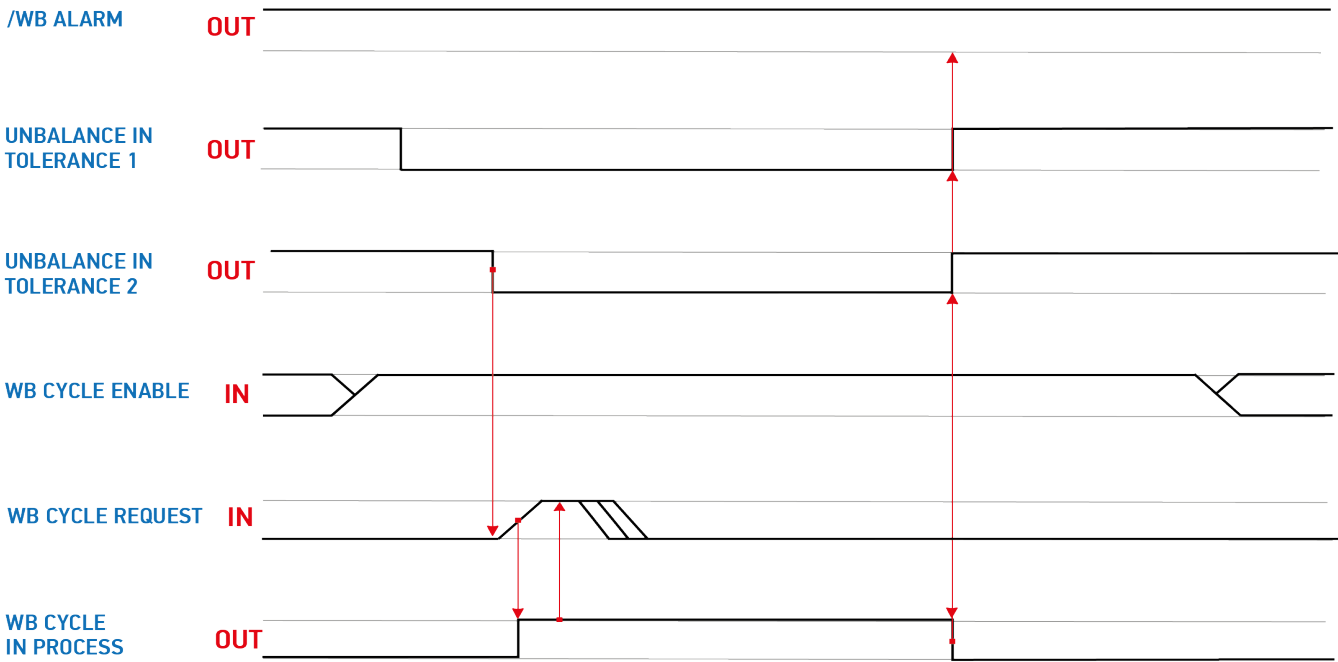 /WB ALARM OUT
UNBALANCE IN
TOLERANCE 1
OUT
UNBALANCE IN
TOLERANCE 2
OUT
WB CYCLE ENABLE IN
WB CYCLE REQUEST IN
WB CYCLE
IN PROCESS
OUT